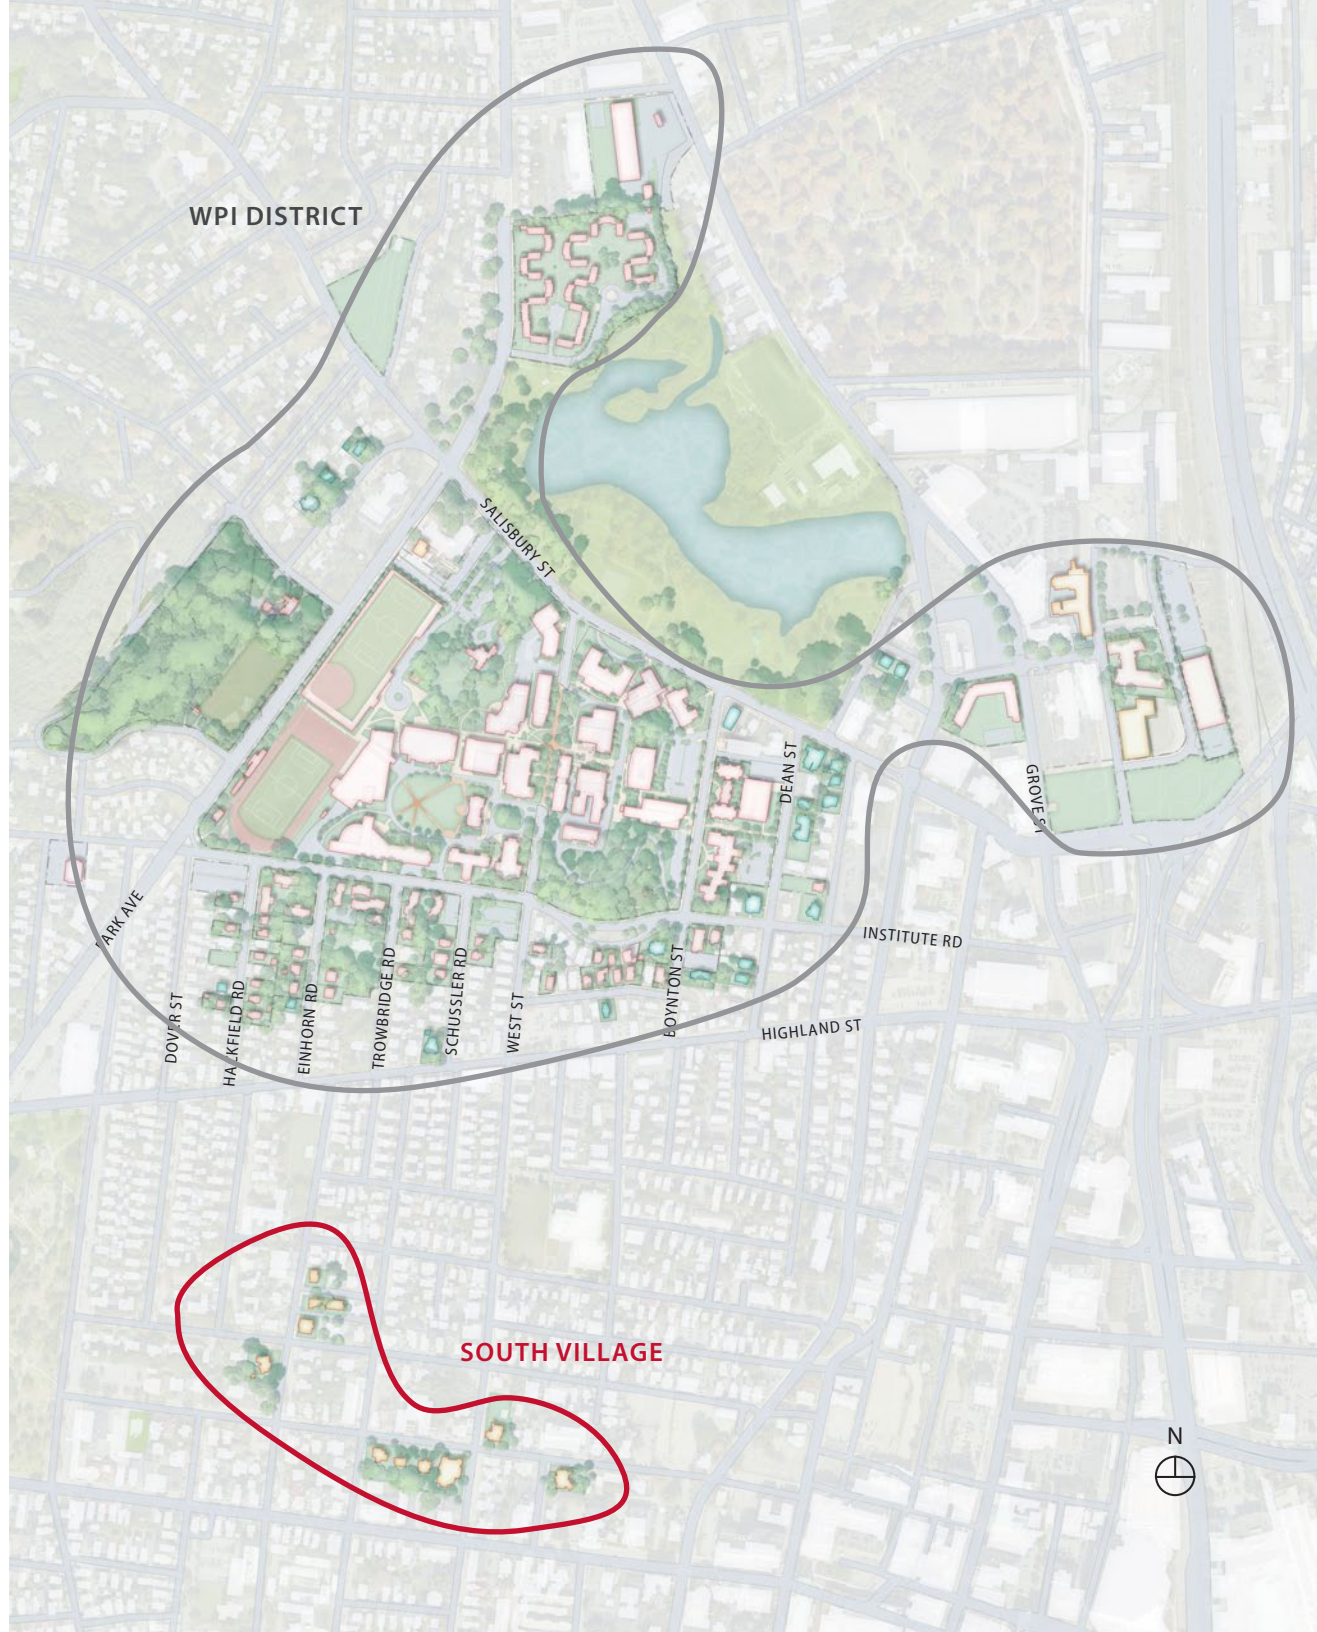 WPI DISTRICT
SALISBURY ST
DEAN ST
GROVE ST
PARK AVE
INSTITUTE RD
DOVER ST
HALKFIELD RD
EINHORN RD
TROWBRIDGE RD
SCHUSSLER RD
WEST ST
BOYNTON ST
HIGHLAND ST
SOUTH VILLAGE
N